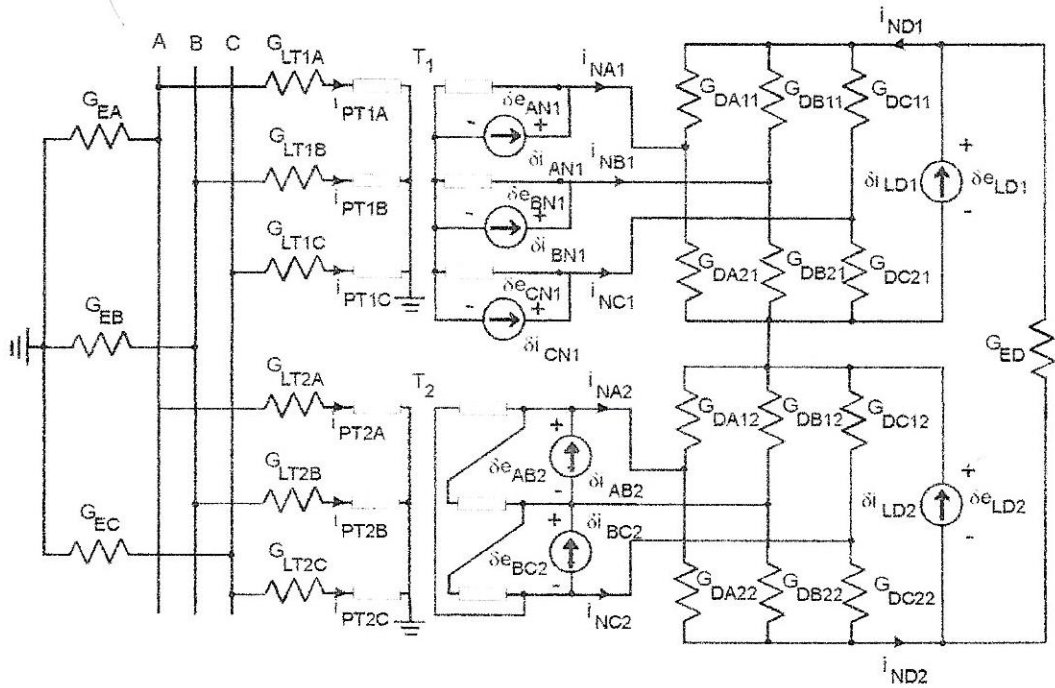 A B C
G_EA
G_EB
G_EC
G_LT1A
i_PT1A
G_LT1B
i_PT1B
G_LT1C
i_PT1C
G_LT2A
i_PT2A
G_LT2B
i_PT2B
G_LT2C
i_PT2C
T_1
δe_AN1
- +
δi_AN1
δe_BN1
- +
δi_BN1
δe_CN1
- +
δi_CN1
i_NA1
i_NB1
i_NC1
T_2
δe_AB2
+
-
δi_AB2
δe_BC2
+
-
δi_BC2
i_NA2
i_NC2
i_ND1
G_DA11
G_DB11
G_DC11
G_DA21
G_DB21
G_DC21
δi_LD1
+
δe_LD1
-
G_ED
G_DA12
G_DB12
G_DC12
G_DA22
G_DB22
G_DC22
δi_LD2
+
δe_LD2
-
i_ND2